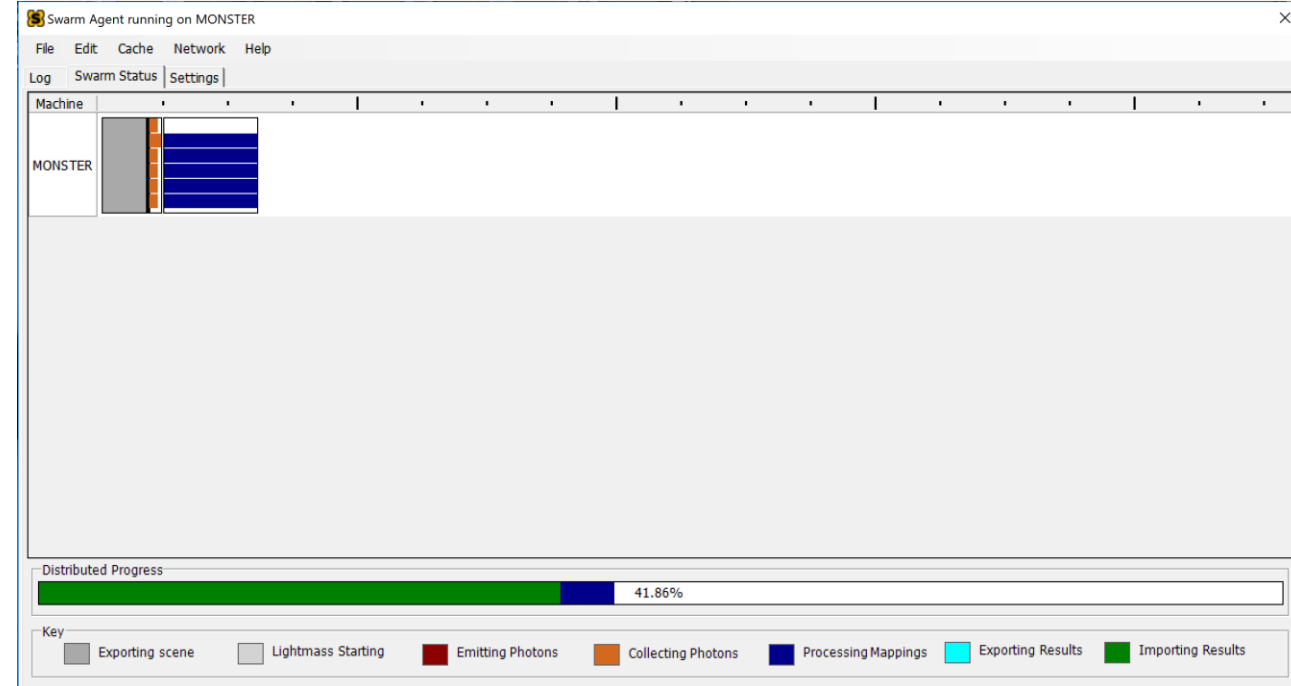 Swarm Agent running on MONSTER
File Edit Cache Network Help
Log Swarm Status Settings
Machine
MONSTER
Distributed Progress
41.86%
Key
Exporting scene Lightmass Starting Emitting Photons Collecting Photons Processing Mappings Exporting Results Importing Results